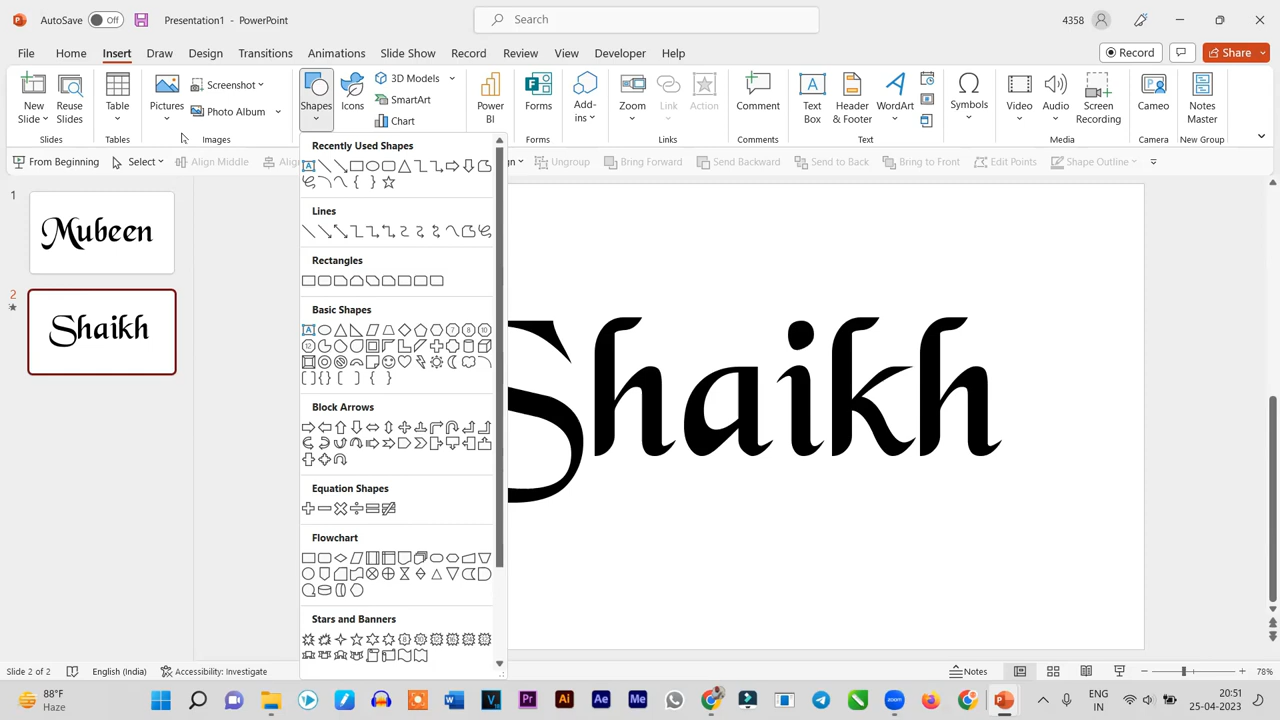 AutoSave Off Presentation1 - PowerPoint Search 4358
File Home Insert Draw Design Transitions Animations Slide Show Record Review View Developer Help Record Share
New Slide Reuse Slides Table Pictures Screenshot Photo Album Shapes Icons 3D Models SmartArt Chart Power BI Forms Add-ins Zoom Link Action Comment Text Box Header & Footer WordArt Symbols Video Audio Screen Recording Cameo Notes Master
Slides Tables Images Forms Links Comments Text Media Camera New Group
From Beginning Select Align Middle Ungroup Bring Forward Send Backward Send to Back Bring to Front Edit Points Shape Outline
Recently Used Shapes
Lines
Rectangles
Basic Shapes
Block Arrows
Equation Shapes
Flowchart
Stars and Banners
1
Mubeen
2
Shaikh
Shaikh
Slide 2 of 2 English (India) Accessibility: Investigate Notes 78%
88°F
Haze
ENG
IN
20:51
25-04-2023